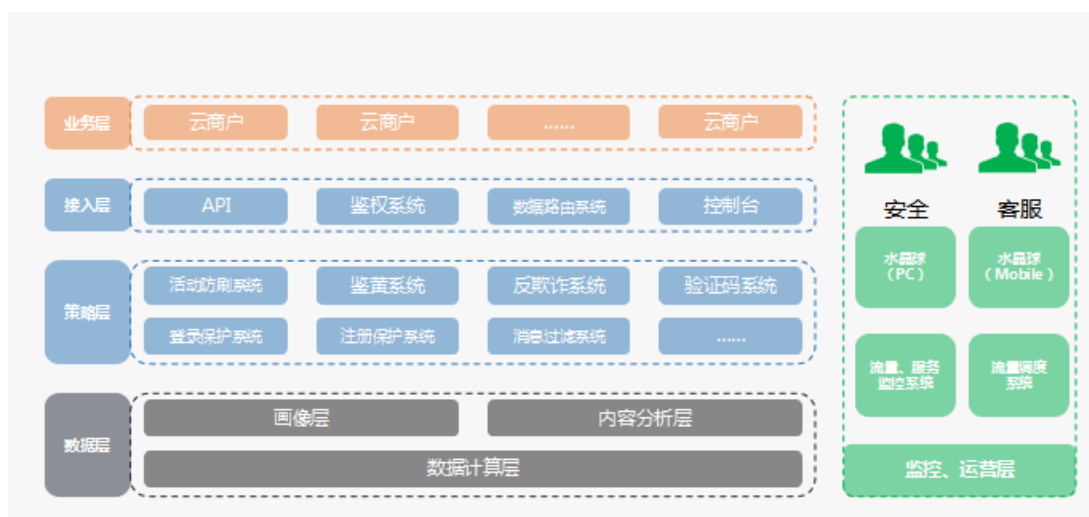 业务层
云商户
云商户
......
云商户
接入层
API
鉴权系统
数据路由系统
控制台
策略层
活动防刷系统
鉴黄系统
反欺诈系统
验证码系统
登录保护系统
注册保护系统
消息过滤系统
......
数据层
画像层
内容分析层
数据计算层
安全
客服
水晶球
（PC）
水晶球
（Mobile）
流量、服务
监控系统
流量调度
系统
监控、运营层